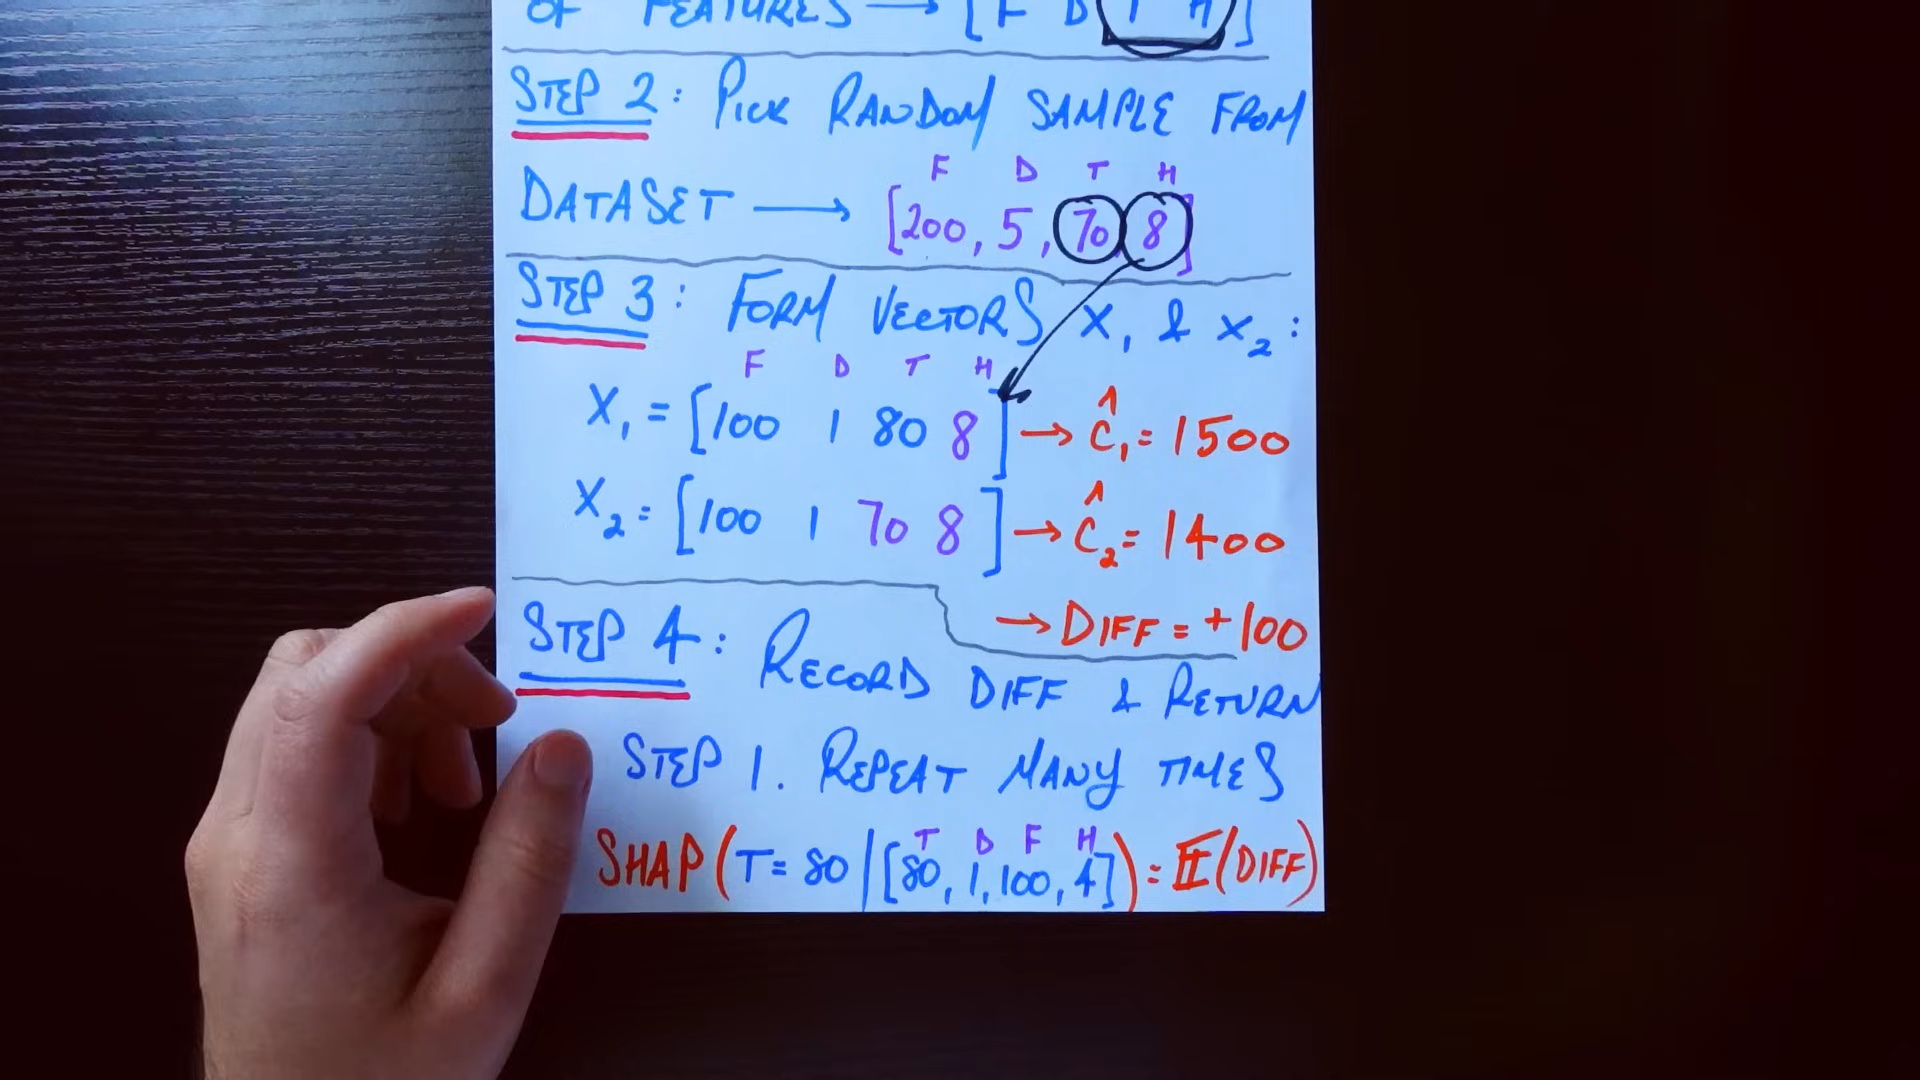 OF FEATURES → [F D T H]
STEP 2: PICK RANDOM SAMPLE FROM
F D T H
DATASET → [200, 5, 70 8]
STEP 3: FORM VECTORS X₁ & X₂:
F D T H
X₁ = [100 1 80 8] → Ĉ₁ = 1500
X₂ = [100 1 70 8] → Ĉ₂ = 1400
→ DIFF = +100
STEP 4: RECORD DIFF & RETURN
STEP 1. REPEAT MANY TIMES
T D F H
SHAP(T = 80 | [80, 1, 100, 4]) = E(DIFF)